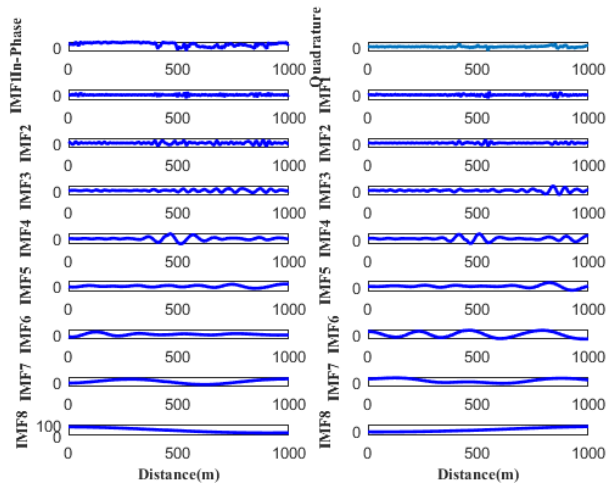 In-Phase
0
0 500 1000
Quadrature
0
0 500 1000
IMF1
0
0 500 1000
IMF1
0
0 500 1000
IMF2
0
0 500 1000
IMF2
0
0 500 1000
IMF3
0
0 500 1000
IMF3
0
0 500 1000
IMF4
0
0 500 1000
IMF4
0
0 500 1000
IMF5
0
0 500 1000
IMF5
0
0 500 1000
IMF6
0
0 500 1000
IMF6
0
0 500 1000
IMF7
0
0 500 1000
IMF7
0
0 500 1000
IMF8
100
0
0 500 1000
Distance(m)
IMF8
0
0 500 1000
Distance(m)